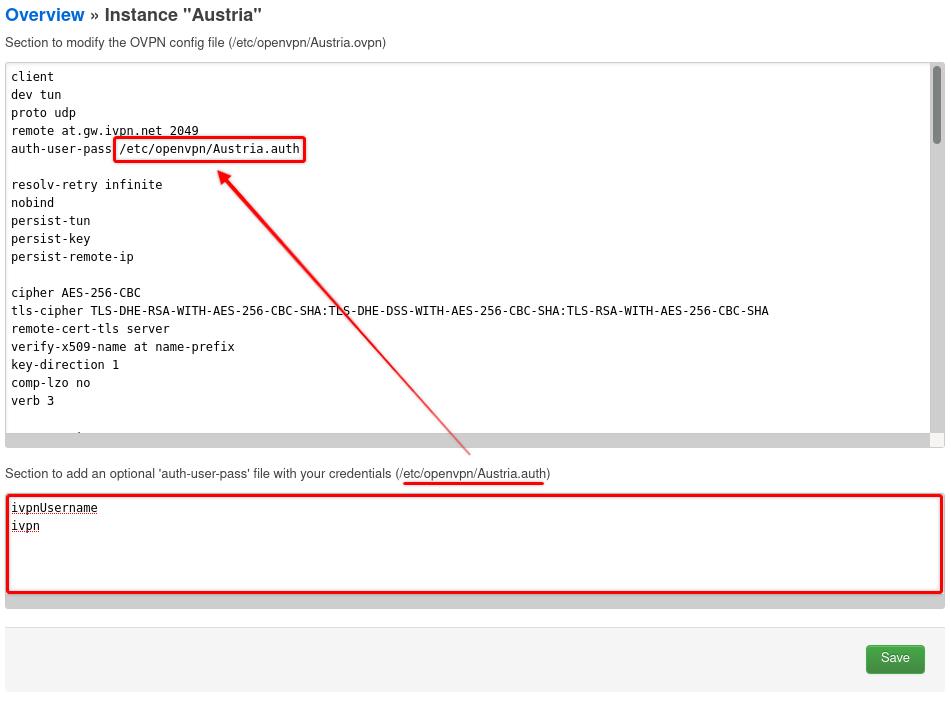 Overview » Instance "Austria"
Section to modify the OVPN config file (/etc/openvpn/Austria.ovpn)
client
dev tun
proto udp
remote at.gw.ivpn.net 2049
auth-user-pass /etc/openvpn/Austria.auth
resolv-retry infinite
nobind
persist-tun
persist-key
persist-remote-ip
cipher AES-256-CBC
tls-cipher TLS-DHE-RSA-WITH-AES-256-CBC-SHA:TLS-DHE-DSS-WITH-AES-256-CBC-SHA:TLS-RSA-WITH-AES-256-CBC-SHA
remote-cert-tls server
verify-x509-name at name-prefix
key-direction 1
comp-lzo no
verb 3
Section to add an optional 'auth-user-pass' file with your credentials (/etc/openvpn/Austria.auth)
ivpnUsername
ivpn
Save